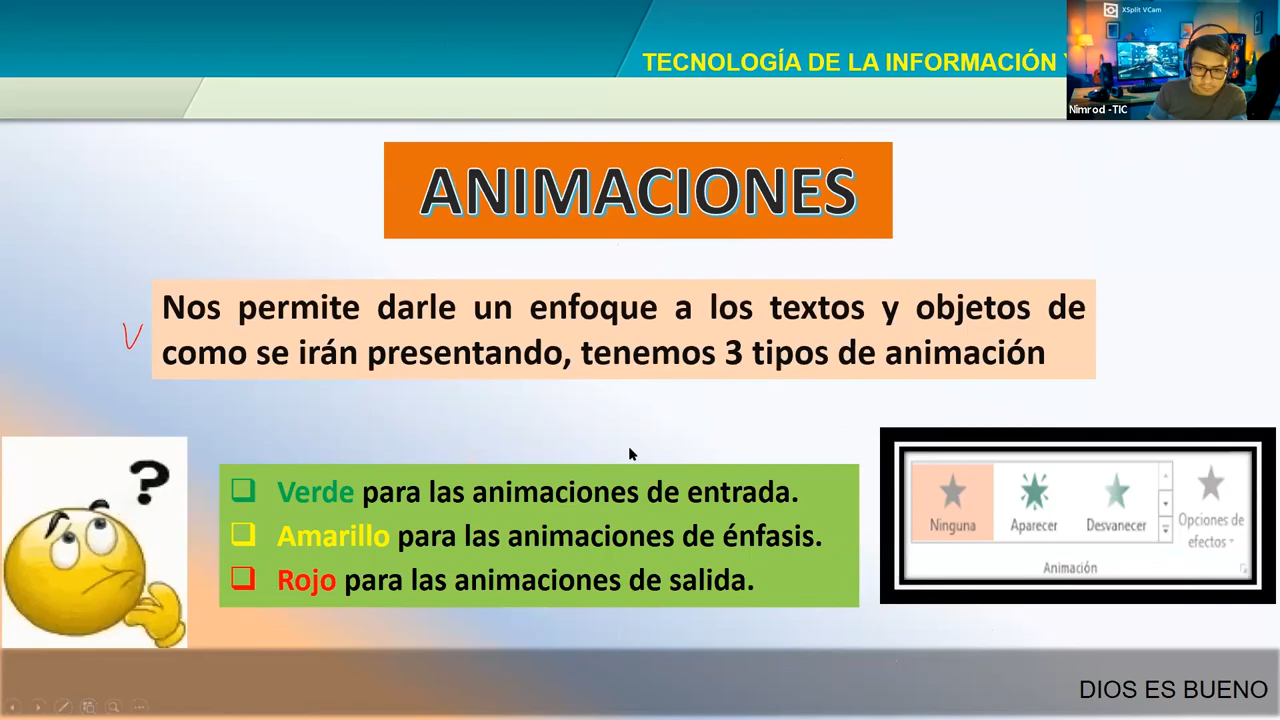 XSplit VCam
TECNOLOGÍA DE LA INFORMACIÓN
Nimrod -TIC
ANIMACIONES
Nos permite darle un enfoque a los textos y objetos de
como se irán presentando, tenemos 3 tipos de animación
?
Verde para las animaciones de entrada.
Amarillo para las animaciones de énfasis.
Rojo para las animaciones de salida.
Ninguna
Aparecer
Desvanecer
Opciones de
efectos
Animación
DIOS ES BUENO